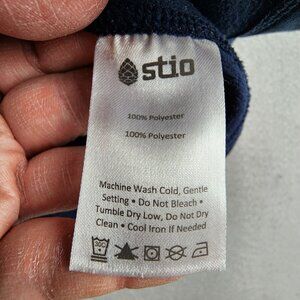 stio
100% Polyester
100% Polyester
Machine Wash Cold, Gentle
Setting • Do Not Bleach •
Tumble Dry Low, Do Not Dry
Clean • Cool Iron If Needed